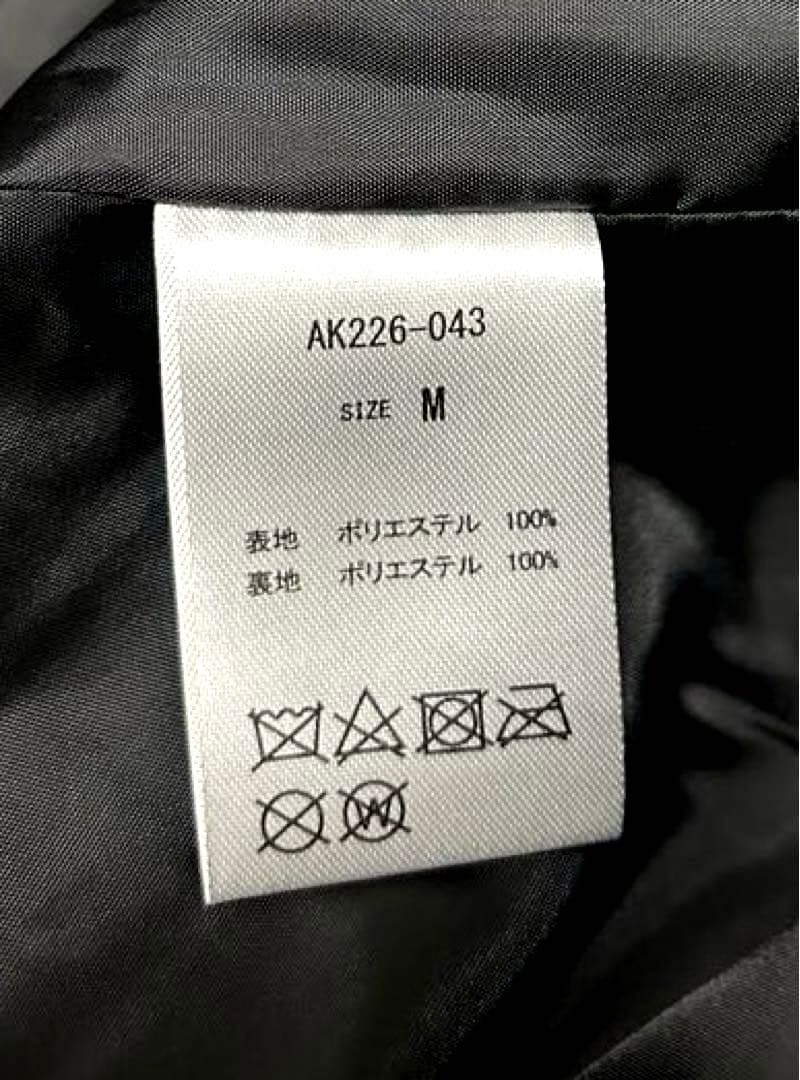 AK226-043
SIZE M
表地 ポリエステル 100%
裏地 ポリエステル 100%
W